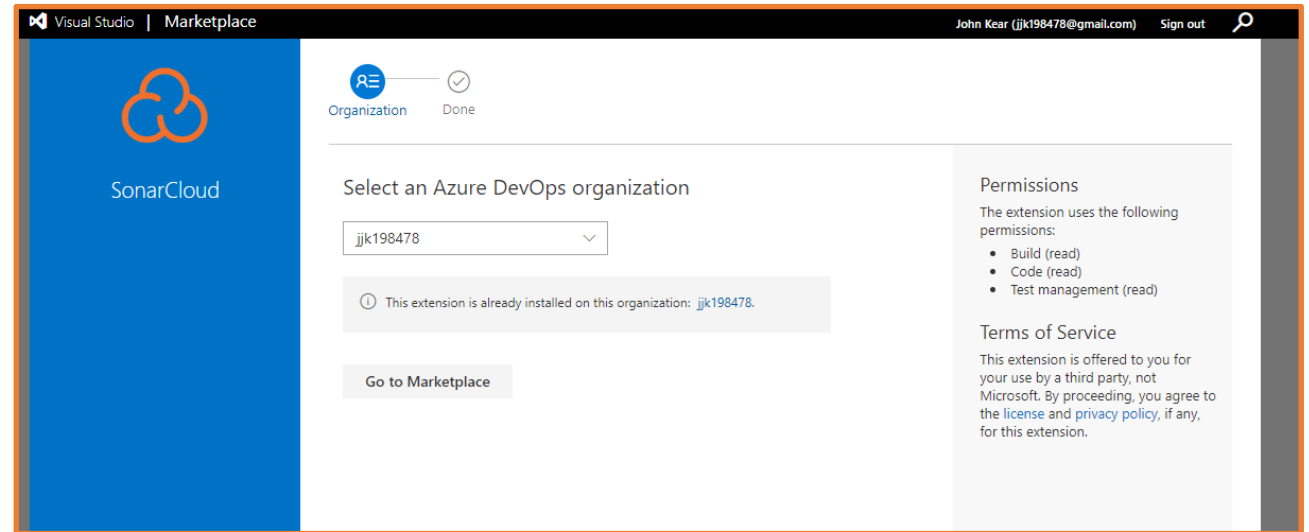 Visual Studio | Marketplace
John Kear (jjk198478@gmail.com) Sign out
SonarCloud
Organization Done
Select an Azure DevOps organization
jjk198478
This extension is already installed on this organization: jjk198478.
Go to Marketplace
Permissions
The extension uses the following
permissions:
• Build (read)
• Code (read)
• Test management (read)
Terms of Service
This extension is offered to you for
your use by a third party, not
Microsoft. By proceeding, you agree to
the license and privacy policy, if any,
for this extension.